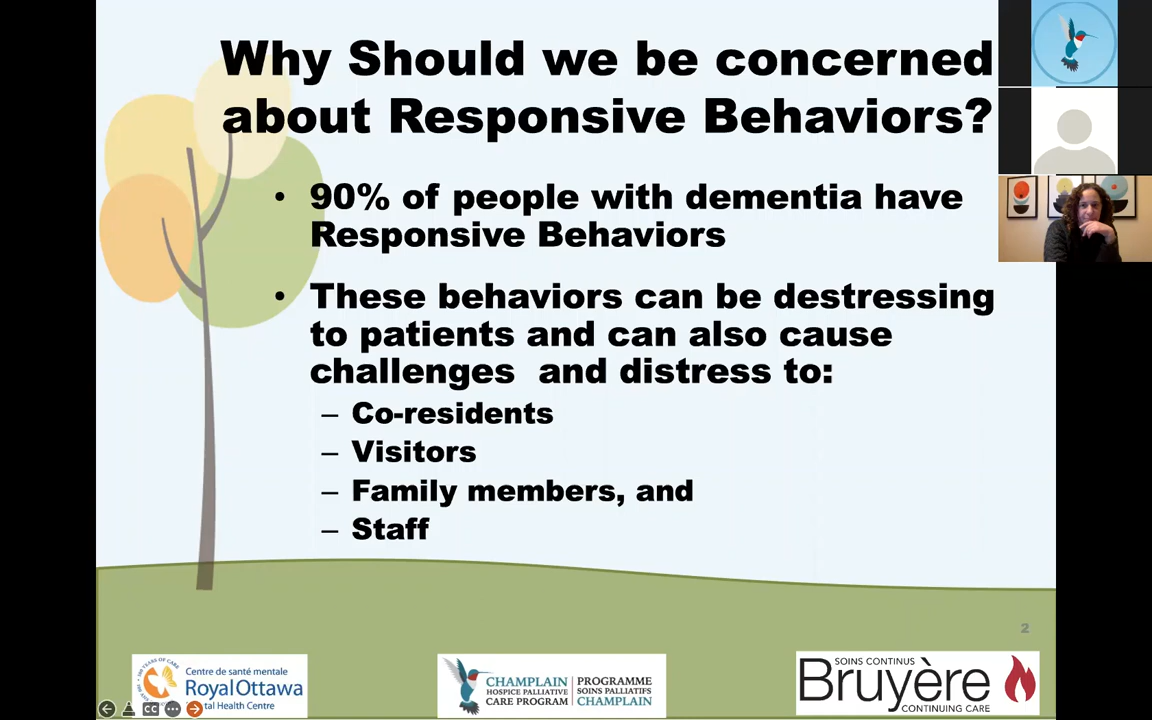 Why Should we be concerned
about Responsive Behaviors?
• 90% of people with dementia have
Responsive Behaviors
• These behaviors can be destressing
to patients and can also cause
challenges and distress to:
– Co-residents
– Visitors
– Family members, and
– Staff
2
Centre de santé mentale
Royal Ottawa
Health Centre
CHAMPLAIN
HOSPICE PALLIATIVE
CARE PROGRAM
PROGRAMME
SOINS PALLIATIFS
CHAMPLAIN
SOINS CONTINUS
Bruyère
CONTINUING CARE
CC